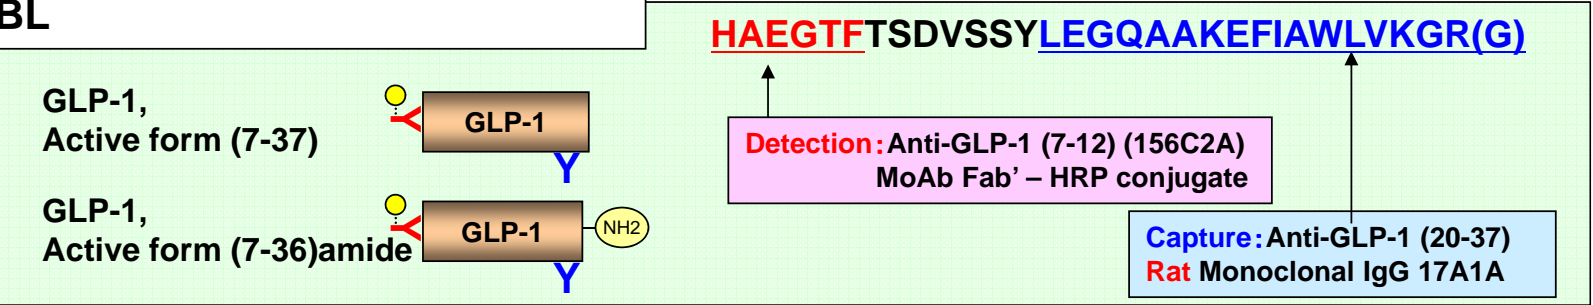 BL
HAEGTFTSDVSSYLEGQAAKEFIAWLVKGR(G)
GLP-1,
Active form (7-37)
GLP-1
Y
Y
Detection:Anti-GLP-1 (7-12) (156C2A)
MoAb Fab’ – HRP conjugate
GLP-1,
Active form (7-36)amide
GLP-1
NH2
Y
Y
Capture:Anti-GLP-1 (20-37)
Rat Monoclonal IgG 17A1A